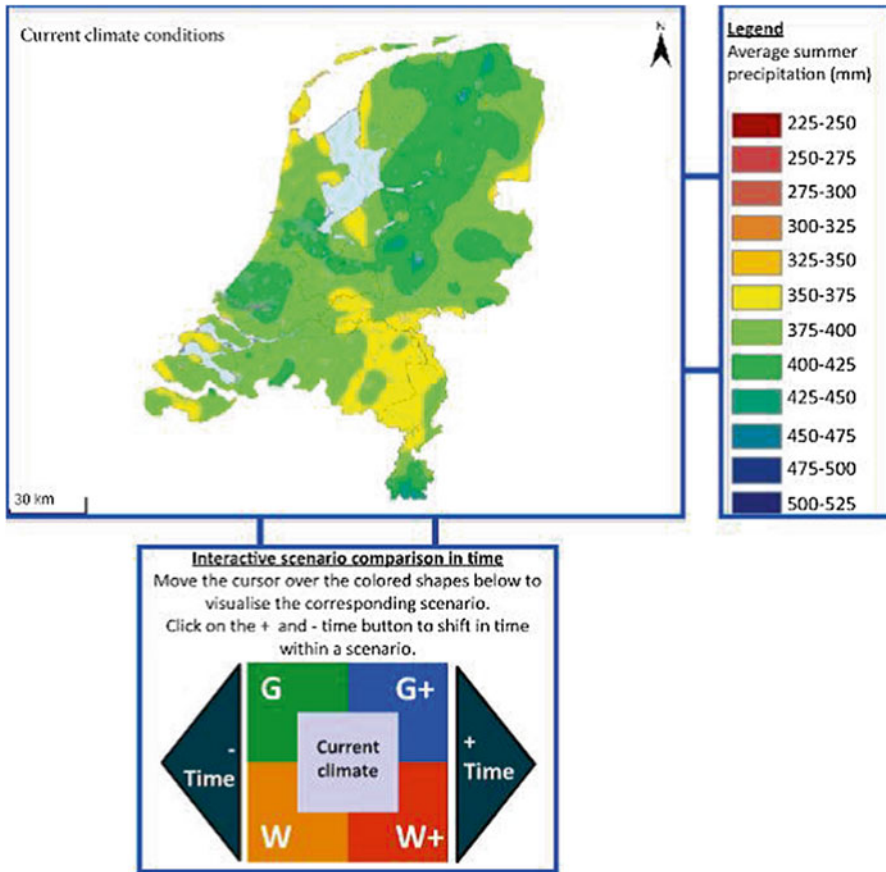 Current climate conditions
N
30 km
Legend
Average summer
precipitation (mm)
225-250
250-275
275-300
300-325
325-350
350-375
375-400
400-425
425-450
450-475
475-500
500-525
Interactive scenario comparison in time
Move the cursor over the colored shapes below to
visualise the corresponding scenario.
Click on the + and - time button to shift in time
within a scenario.
G
G+
-
Time
Current
climate
+
Time
W
W+